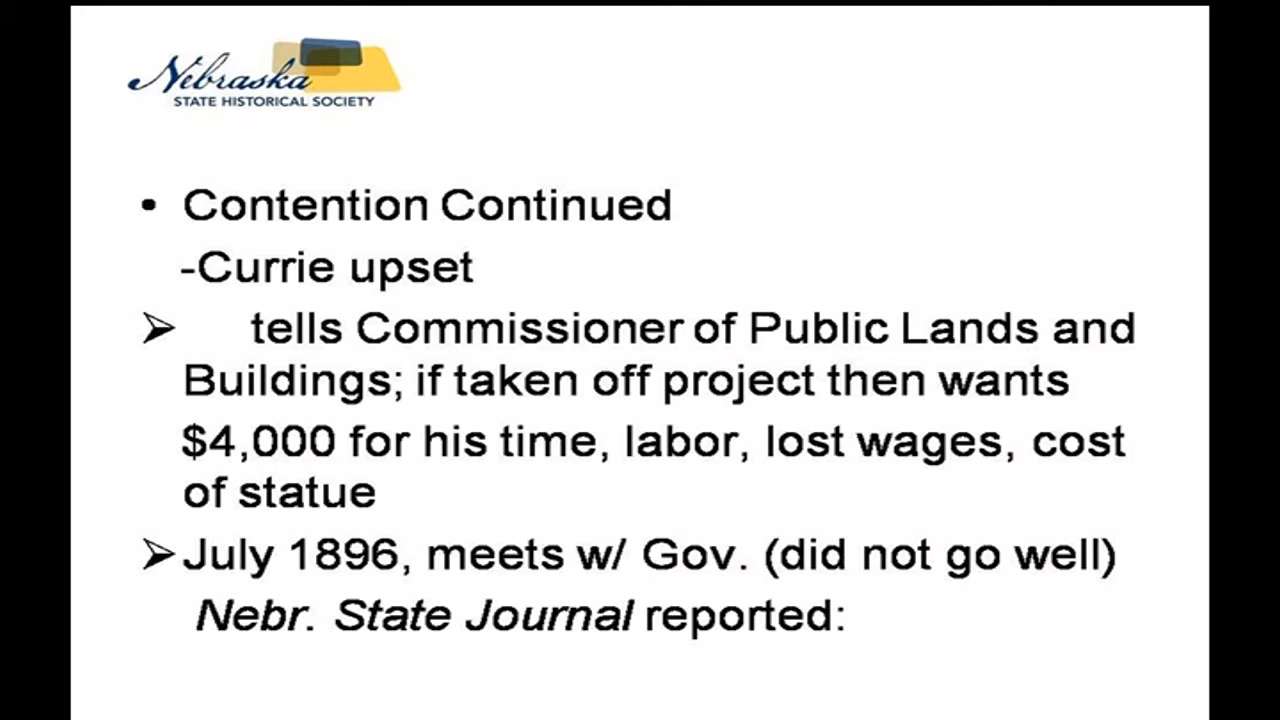 Nebraska
STATE HISTORICAL SOCIETY
• Contention Continued
-Currie upset
➢ tells Commissioner of Public Lands and
Buildings; if taken off project then wants
$4,000 for his time, labor, lost wages, cost
of statue
➢ July 1896, meets w/ Gov. (did not go well)
Nebr. State Journal reported: